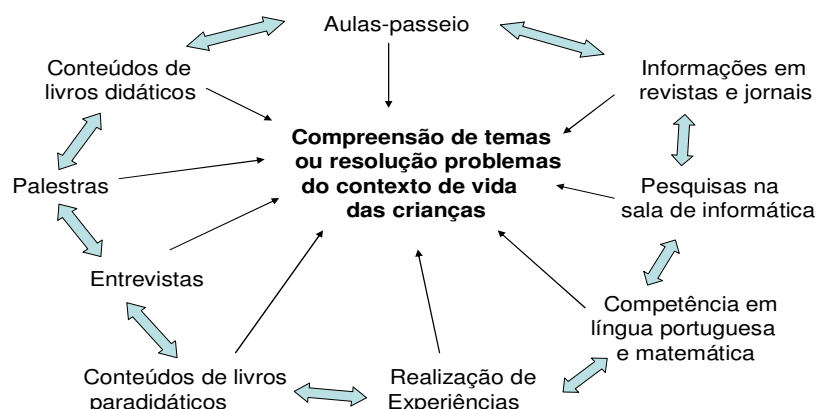 Aulas-passeio
Conteúdos de
livros didáticos
Informações em
revistas e jornais
Compreensão de temas
ou resolução problemas
do contexto de vida
das crianças
Palestras
Pesquisas na
sala de informática
Entrevistas
Competência em
língua portuguesa
e matemática
Conteúdos de livros
paradidáticos
Realização de
Experiências